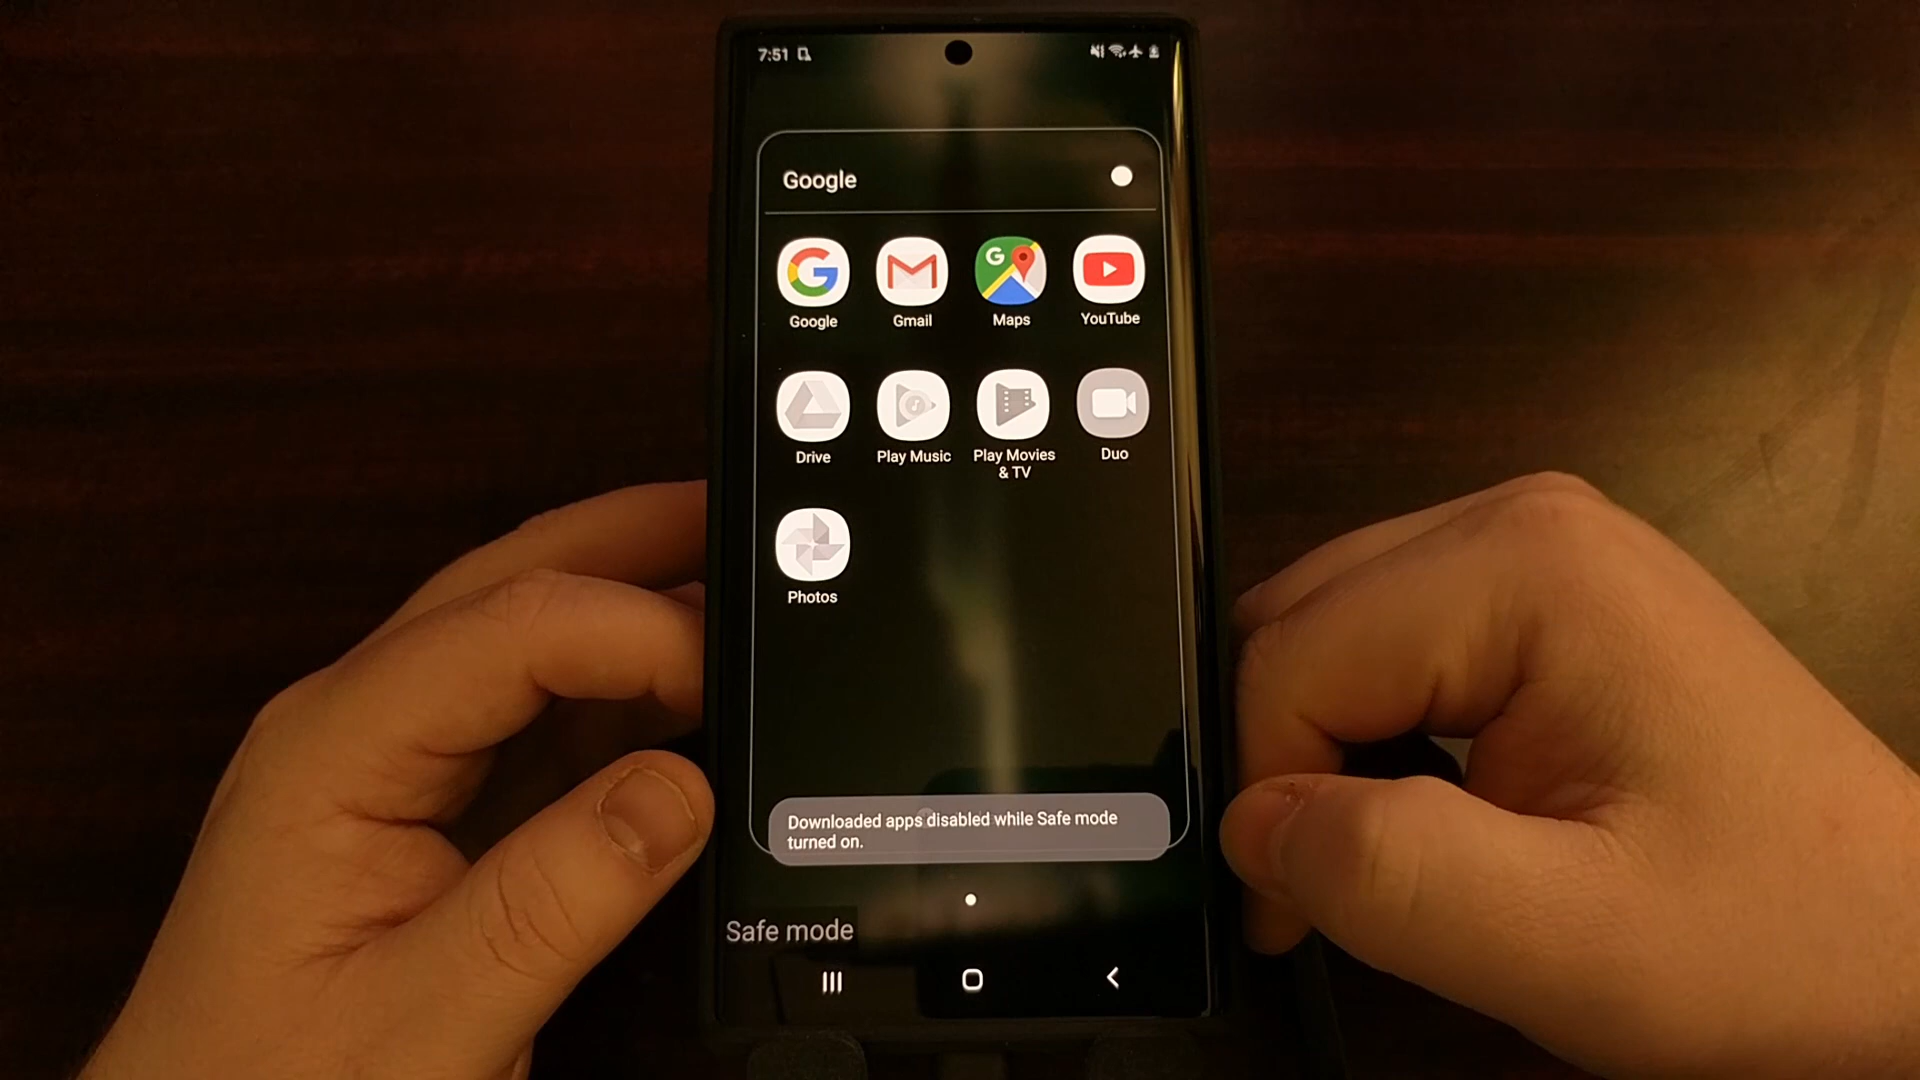 7:51
Google
Google Gmail Maps YouTube
Drive Play Music Play Movies Duo
& TV
Photos
Downloaded apps disabled while Safe mode
turned on.
Safe mode